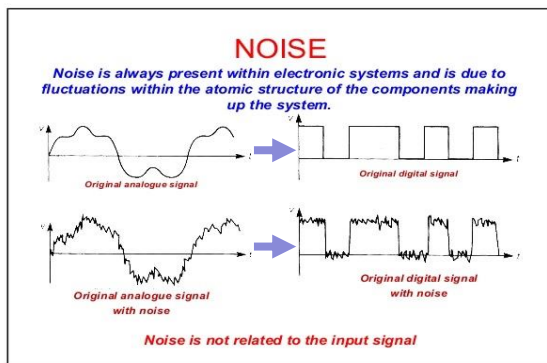 NOISE
Noise is always present within electronic systems and is due to
fluctuations within the atomic structure of the components making
up the system.
v
t
Original analogue signal
v
t
Original digital signal
v
t
Original analogue signal
with noise
v
t
Original digital signal
with noise
Noise is not related to the input signal